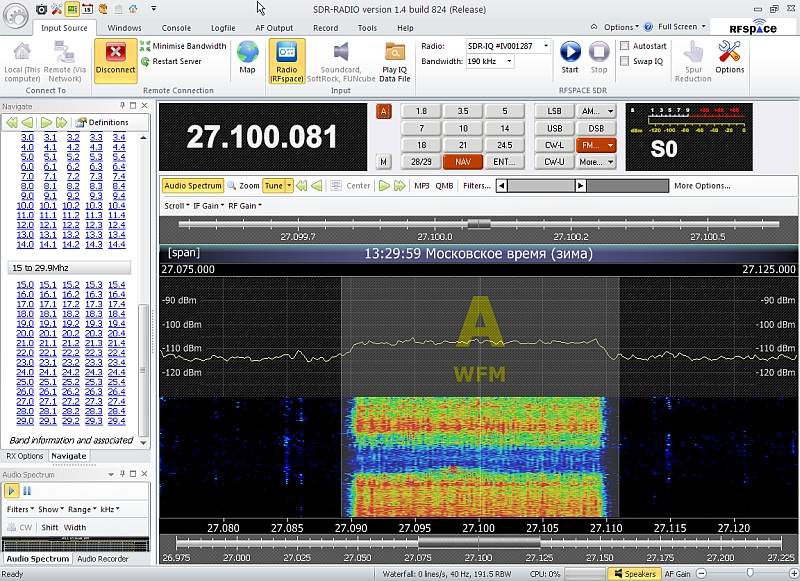 SDR-RADIO version 1.4 build 824 (Release)
Input Source Windows Console Logfile AF Output Record Tools Help Options Full Screen
RFSPACE
Local (This computer) Remote (Via Network) Disconnect Minimise Bandwidth Restart Server Map Radio (RFspace) Soundcard, SoftRock, FUNcube Play IQ Data File
Radio: SDR-IQ #IV001287
Bandwidth: 190 kHz
Start Stop Autostart Swap IQ Spur Reduction Options
Connect To Remote Connection Input RFSPACE SDR
Navigate
Definitions
3.0 3.1 3.2 3.3 3.4
4.0 4.1 4.2 4.3 4.4
5.0 5.1 5.2 5.3 5.4
6.0 6.1 6.2 6.3 6.4
7.0 7.1 7.2 7.3 7.4
8.0 8.1 8.2 8.3 8.4
9.0 9.1 9.2 9.3 9.4
10.0 10.1 10.2 10.3 10.4
11.0 11.1 11.2 11.3 11.4
12.0 12.1 12.2 12.3 12.4
13.0 13.1 13.2 13.3 13.4
14.0 14.1 14.2 14.3 14.4
15 to 29.9Mhz
15.0 15.1 15.2 15.3 15.4
16.0 16.1 16.2 16.3 16.4
17.0 17.1 17.2 17.3 17.4
18.0 18.1 18.2 18.3 18.4
19.0 19.1 19.2 19.3 19.4
20.0 20.1 20.2 20.3 20.4
21.0 21.1 21.2 21.3 21.4
22.0 22.1 22.2 22.3 22.4
23.0 23.1 23.2 23.3 23.4
24.0 24.1 24.2 24.3 24.4
25.0 25.1 25.2 25.3 25.4
26.0 26.1 26.2 26.3 26.4
27.0 27.1 27.2 27.3 27.4
28.0 28.1 28.2 28.3 28.4
29.0 29.1 29.2 29.3 29.4
Band information and associated
RX Options Navigate
Audio Spectrum
Filters Show Range kHz
CW Shift Width
Audio Spectrum Audio Recorder
27.100.081
A
M
1.8 3.5 5
7 10 14
18 21 24.5
28/29 NAV ENT...
LSB AM...
USB DSB
CW-L FM...
CW-U More...
S 1 3 5 7 9
dBm -120 -100 -80 -60 -40 -20 0
S0
Audio Spectrum Zoom Tune Center MP3 QMB Filters... More Options...
Scroll IF Gain RF Gain
27.099.7 27.100.0 27.100.2 27.100.5
[span] 13:29:59 Московское время (зима)
27.075.000 27.125.000
-90 dBm -90 dBm
-100 dBm -100 dBm
-110 dBm -110 dBm
-120 dBm -120 dBm
A
WFM
27.080 27.085 27.090 27.095 27.100 27.105 27.110 27.115 27.120
26.975 27.000 27.025 27.050 27.075 27.100 27.125 27.150 27.175 27.200 27.225
Ready Waterfall: 0 lines/s, 40 Hz, 191.5 RBW CPU: 0% Speakers AF Gain